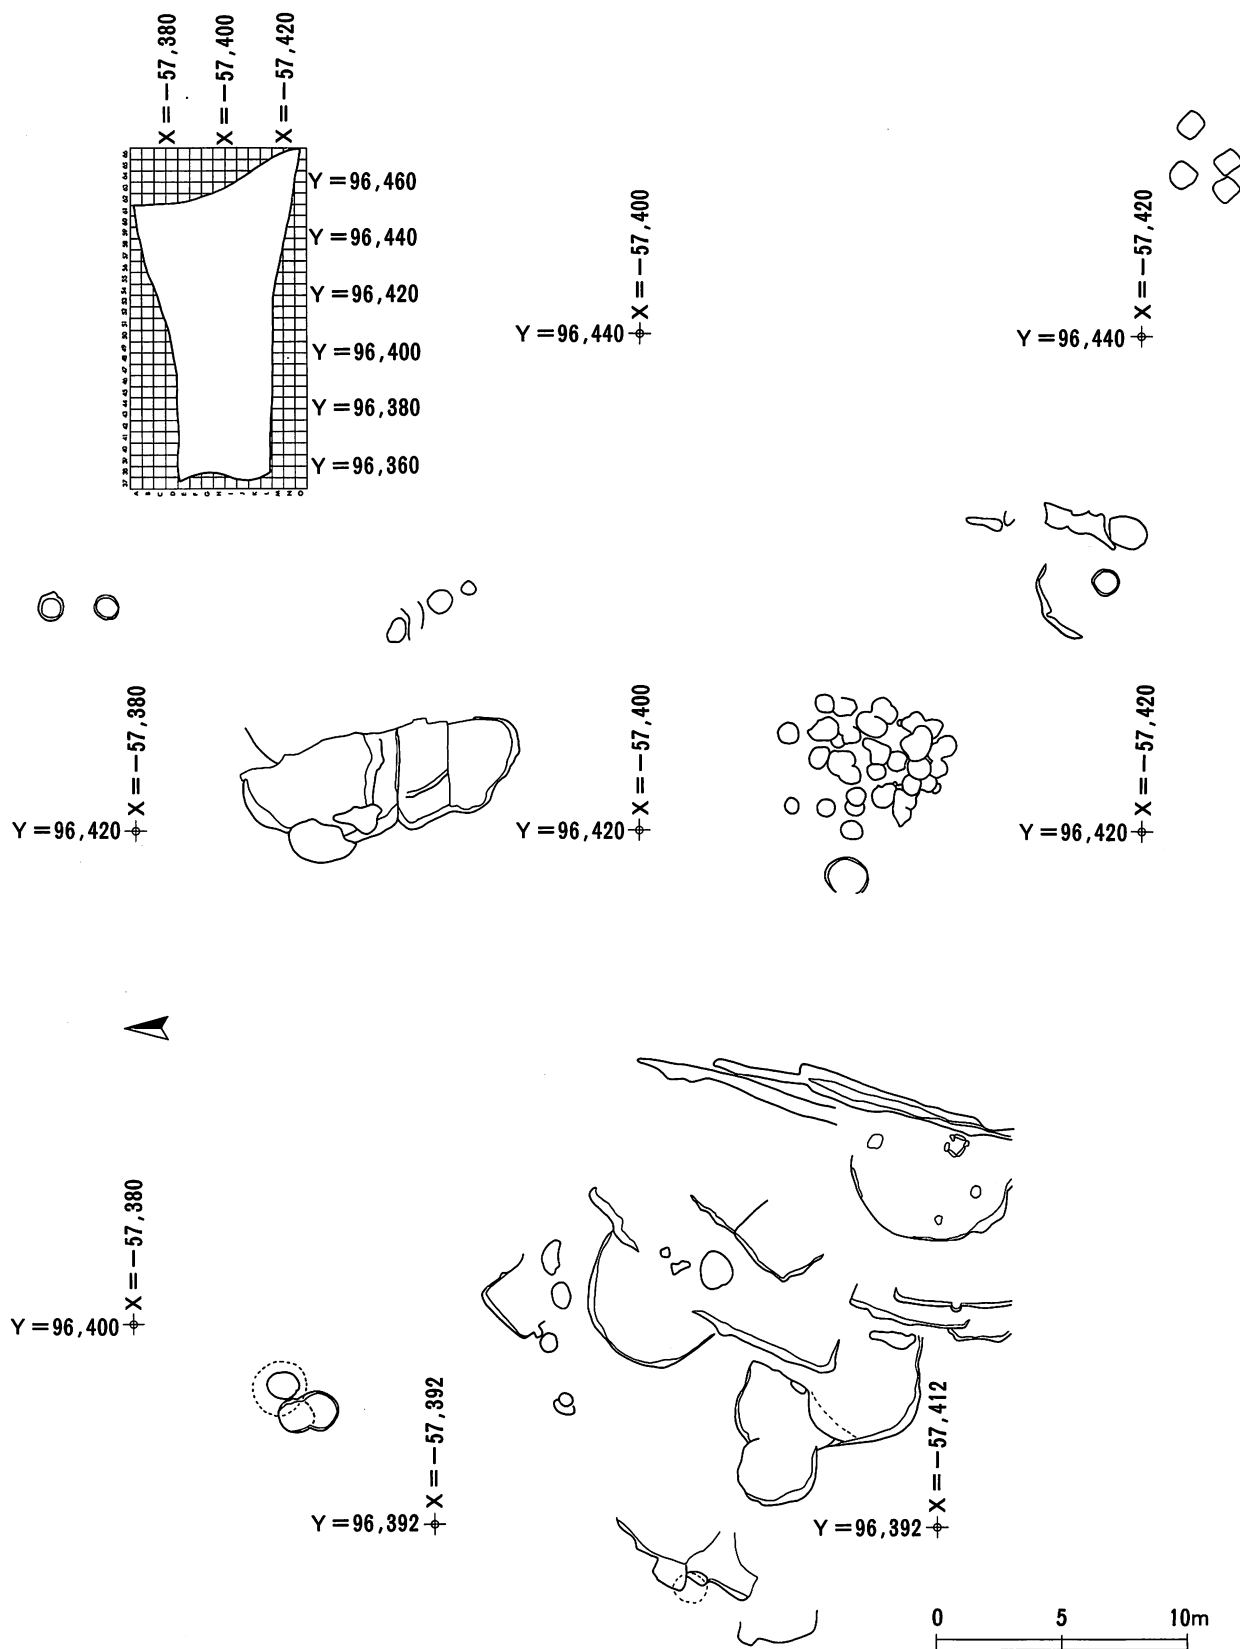 X=−57,380
X=−57,400
X=−57,420
Y=96,460
Y=96,440
Y=96,420
Y=96,400
Y=96,380
Y=96,360
A
B
C
D
E
F
G
H
I
J
K
L
M
N
O
X=−57,400
Y=96,440
X=−57,420
Y=96,440
X=−57,380
Y=96,420
X=−57,400
Y=96,420
X=−57,420
Y=96,420
X=−57,380
Y=96,400
X=−57,392
Y=96,392
X=−57,412
Y=96,392
0 5 10m